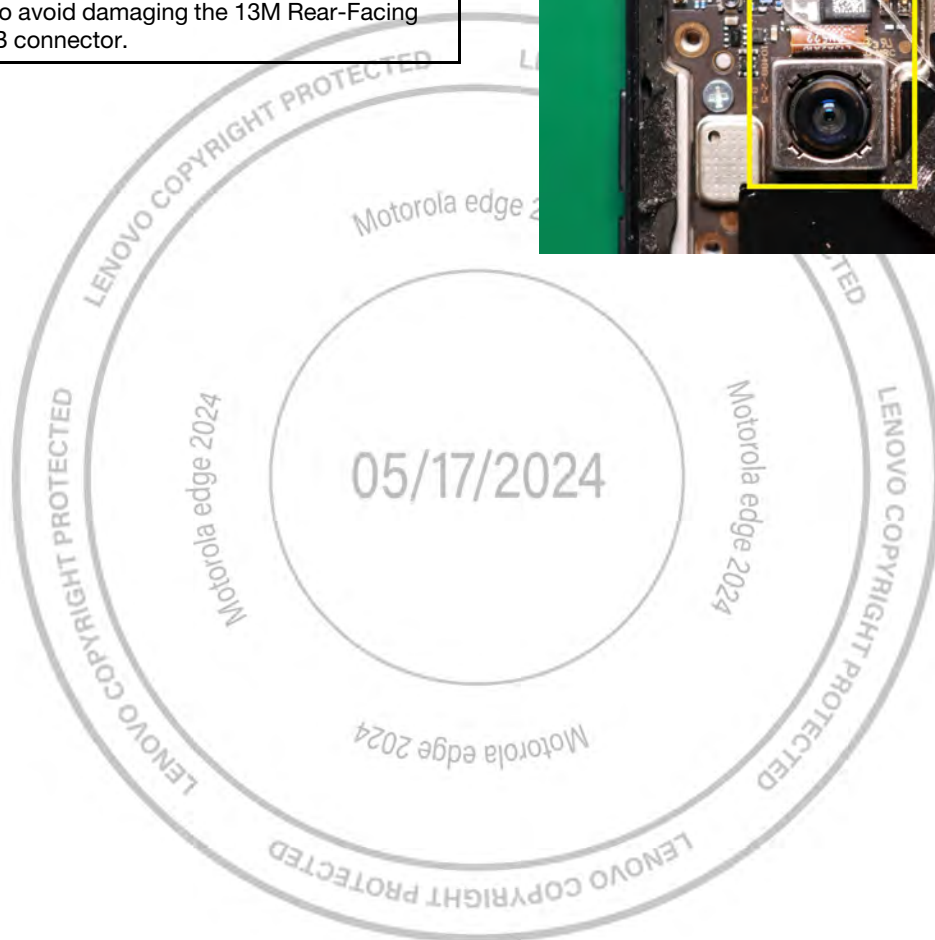 o avoid damaging the 13M Rear-Facing
3 connector.
LENOVO COPYRIGHT PROTECTED
Motorola edge 2
LENOVO COPYRIGHT PROTECTED
Motorola edge 2024
05/17/2024
Motorola edge 2024
LENOVO COPYRIGHT PROTECTED
Motorola edge 2024
LENOVO COPYRIGHT PROTECTED